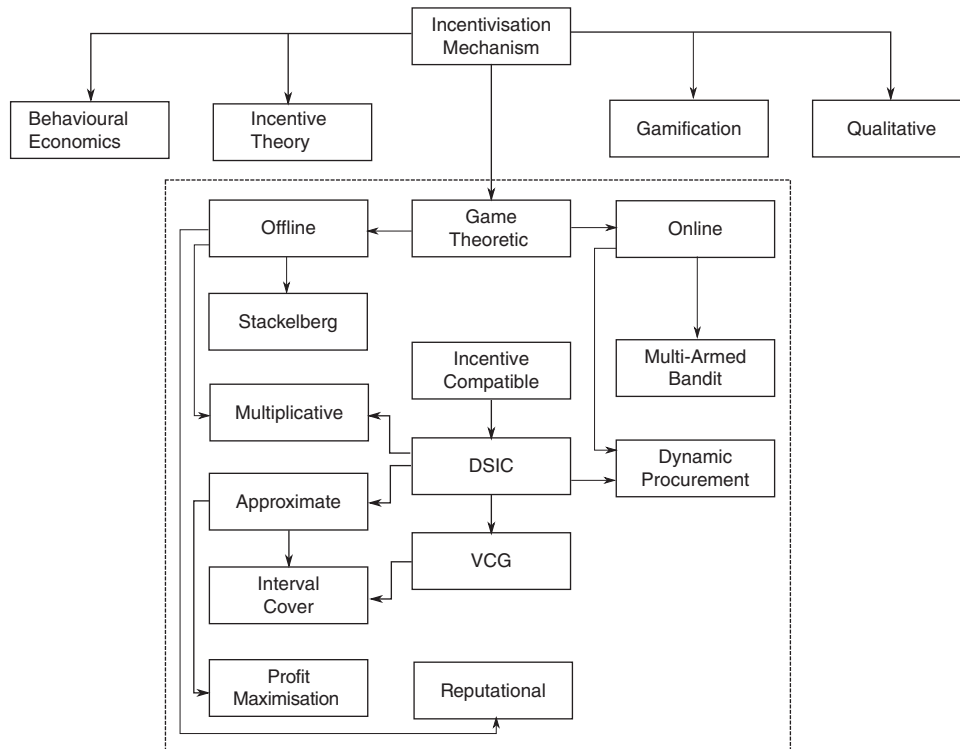 Incentivisation
Mechanism
Behavioural
Economics
Incentive
Theory
Gamification
Qualitative
Offline
Game
Theoretic
Online
Stackelberg
Incentive
Compatible
Multi-Armed
Bandit
Multiplicative
DSIC
Dynamic
Procurement
Approximate
VCG
Interval
Cover
Profit
Maximisation
Reputational